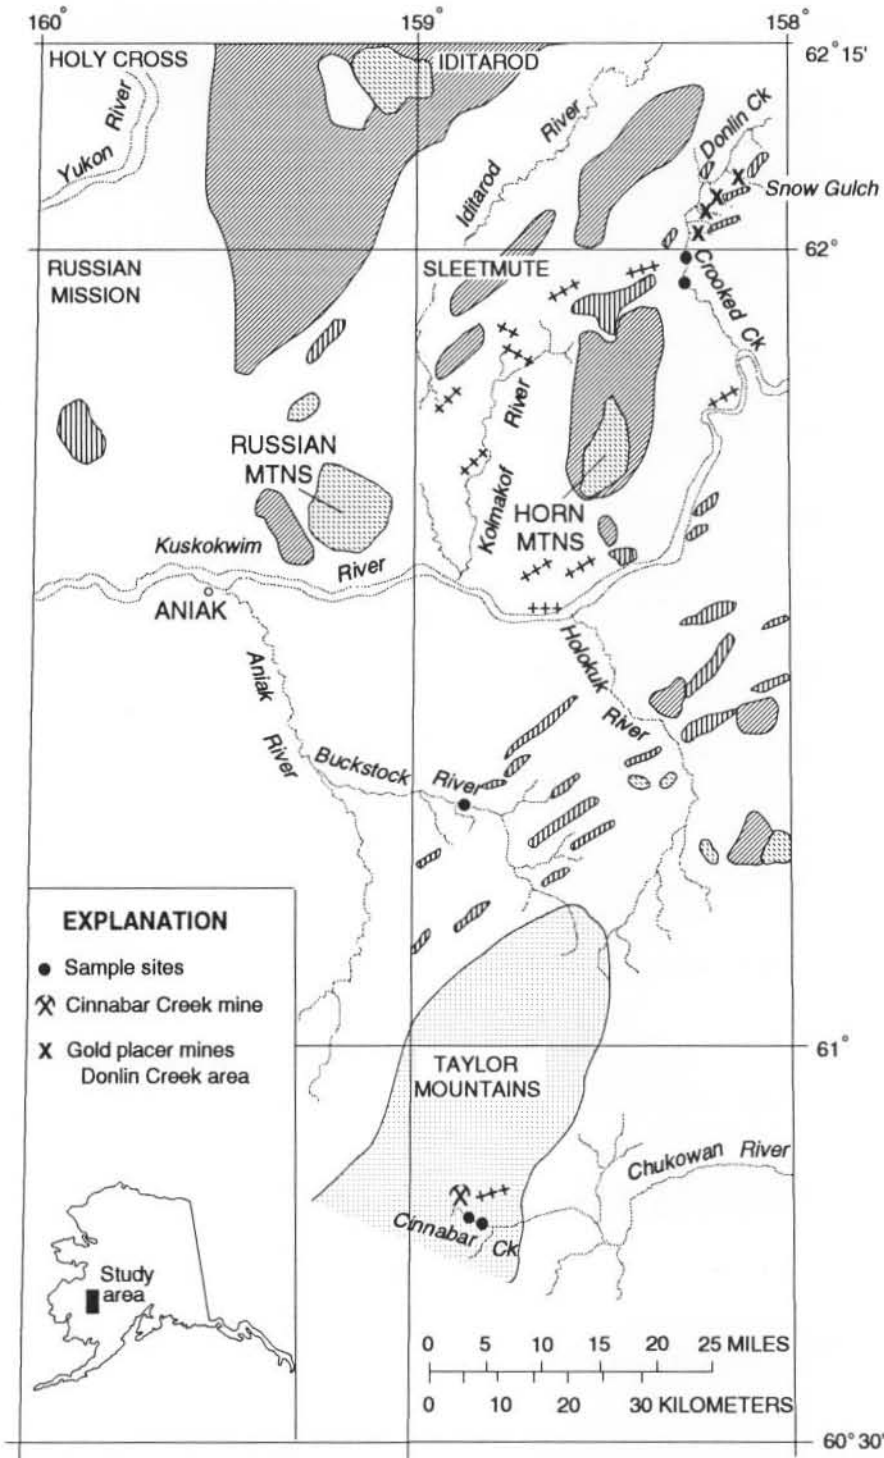 160°
159°
158°
62° 15'
HOLY CROSS
IDITAROD
Yukon River
Iditarod River
Donlin Ck
Snow Gulch
62°
RUSSIAN
MISSION
SLEETMUTE
Crooked Ck
RUSSIAN
MTNS
Kolmakof River
HORN
MTNS
Kuskokwim River
ANIAK
Aniak River
Holokuk River
Buckstock River
EXPLANATION
Sample sites
Cinnabar Creek mine
X Gold placer mines
Donlin Creek area
61°
TAYLOR
MOUNTAINS
Chukowan River
Cinnabar Ck
Study
area
0 5 10 15 20 25 MILES
0 10 20 30 KILOMETERS
60° 30'